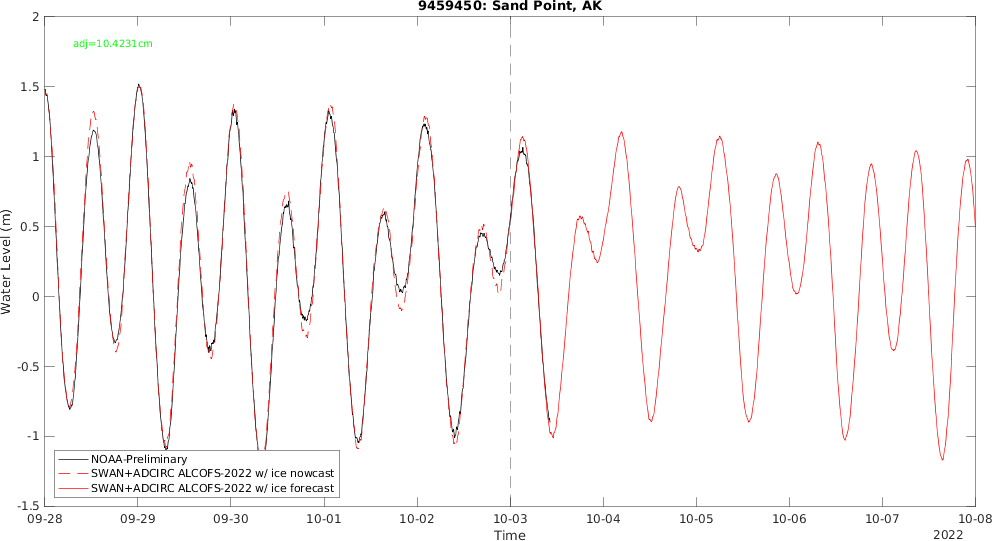 9459450: Sand Point, AK
adj=10.4231cm
Water Level (m)
2
1.5
1
0.5
0
-0.5
-1
-1.5
NOAA-Preliminary
SWAN+ADCIRC ALCOFS-2022 w/ ice nowcast
SWAN+ADCIRC ALCOFS-2022 w/ ice forecast
09-28 09-29 09-30 10-01 10-02 10-03 10-04 10-05 10-06 10-07 10-08
Time
2022